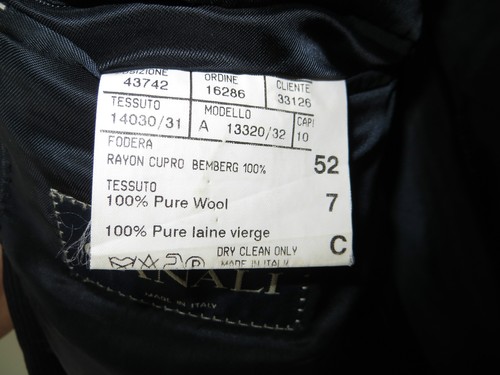 ORDINE
43742
16286
CLIENTE
33126
TESSUTO
14030/31
MODELLO
A 13320/32
10
FODERA
RAYON CUPRO BEMBERG 100%
52
TESSUTO
100% Pure Wool
7
100% Pure laine vierge
DRY CLEAN ONLY
C
MADE IN ITALY
MADE IN ITALY